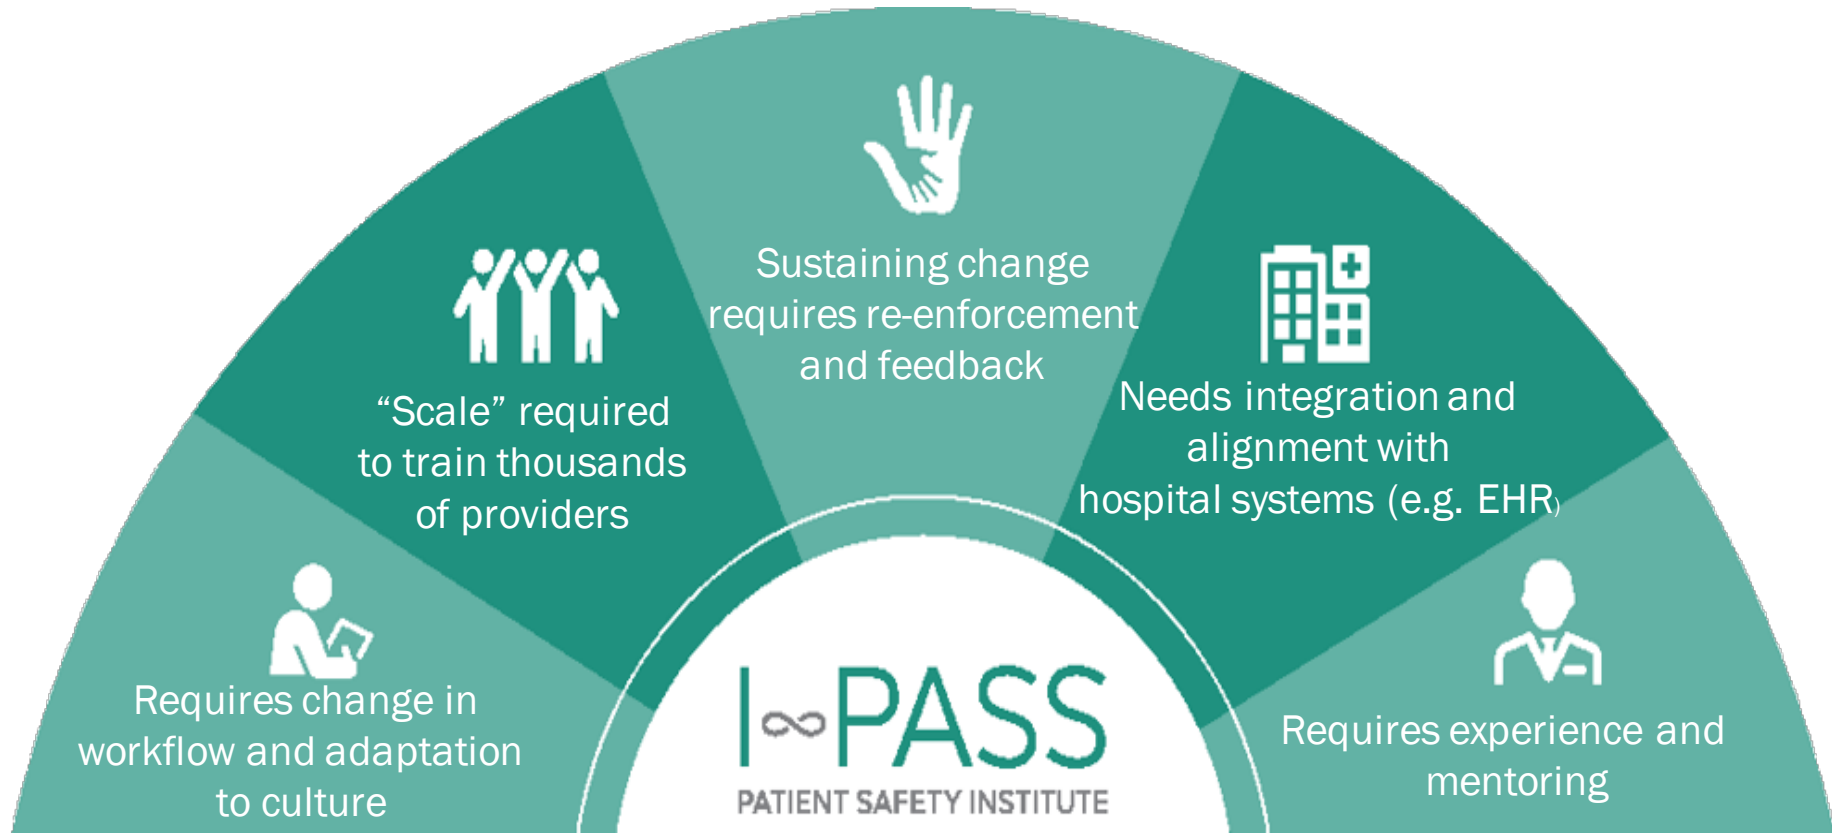 Requires change in
workflow and adaptation
to culture
“Scale” required
to train thousands
of providers
Sustaining change
requires re-enforcement
and feedback
Needs integration and
alignment with
hospital systems (e.g. EHR)
Requires experience and
mentoring
I∞PASS
PATIENT SAFETY INSTITUTE